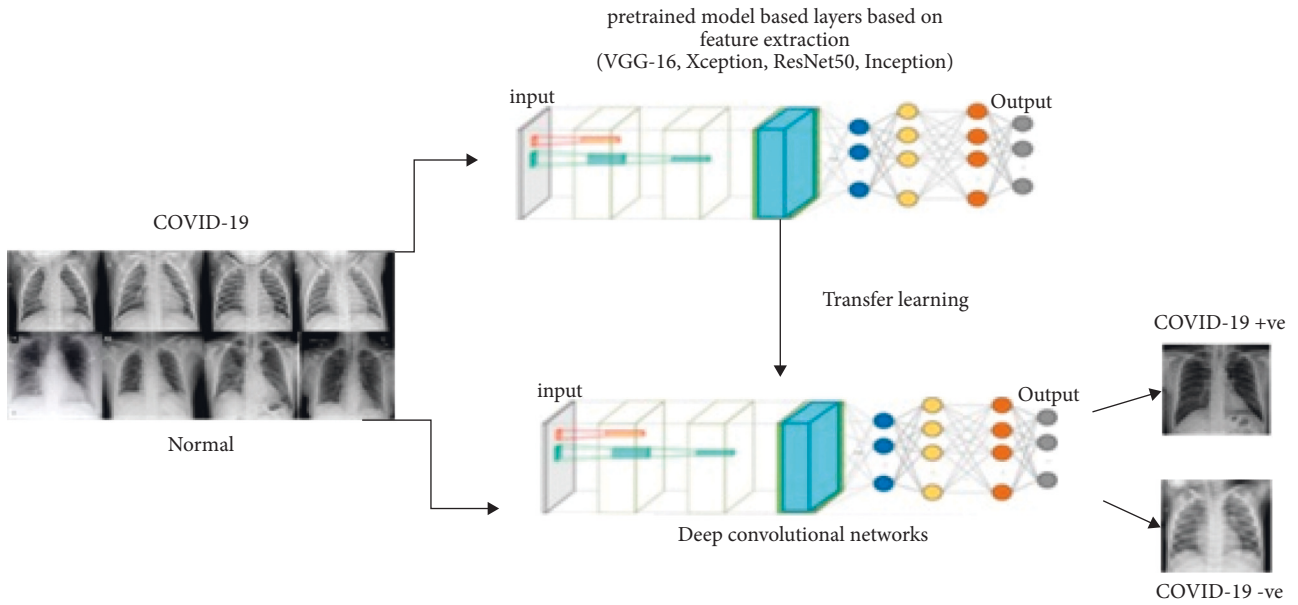 pretrained model based layers based on
feature extraction
(VGG-16, Xception, ResNet50, Inception)
input
Output
COVID-19
Normal
Transfer learning
input
Output
Deep convolutional networks
COVID-19 +ve
COVID-19 -ve